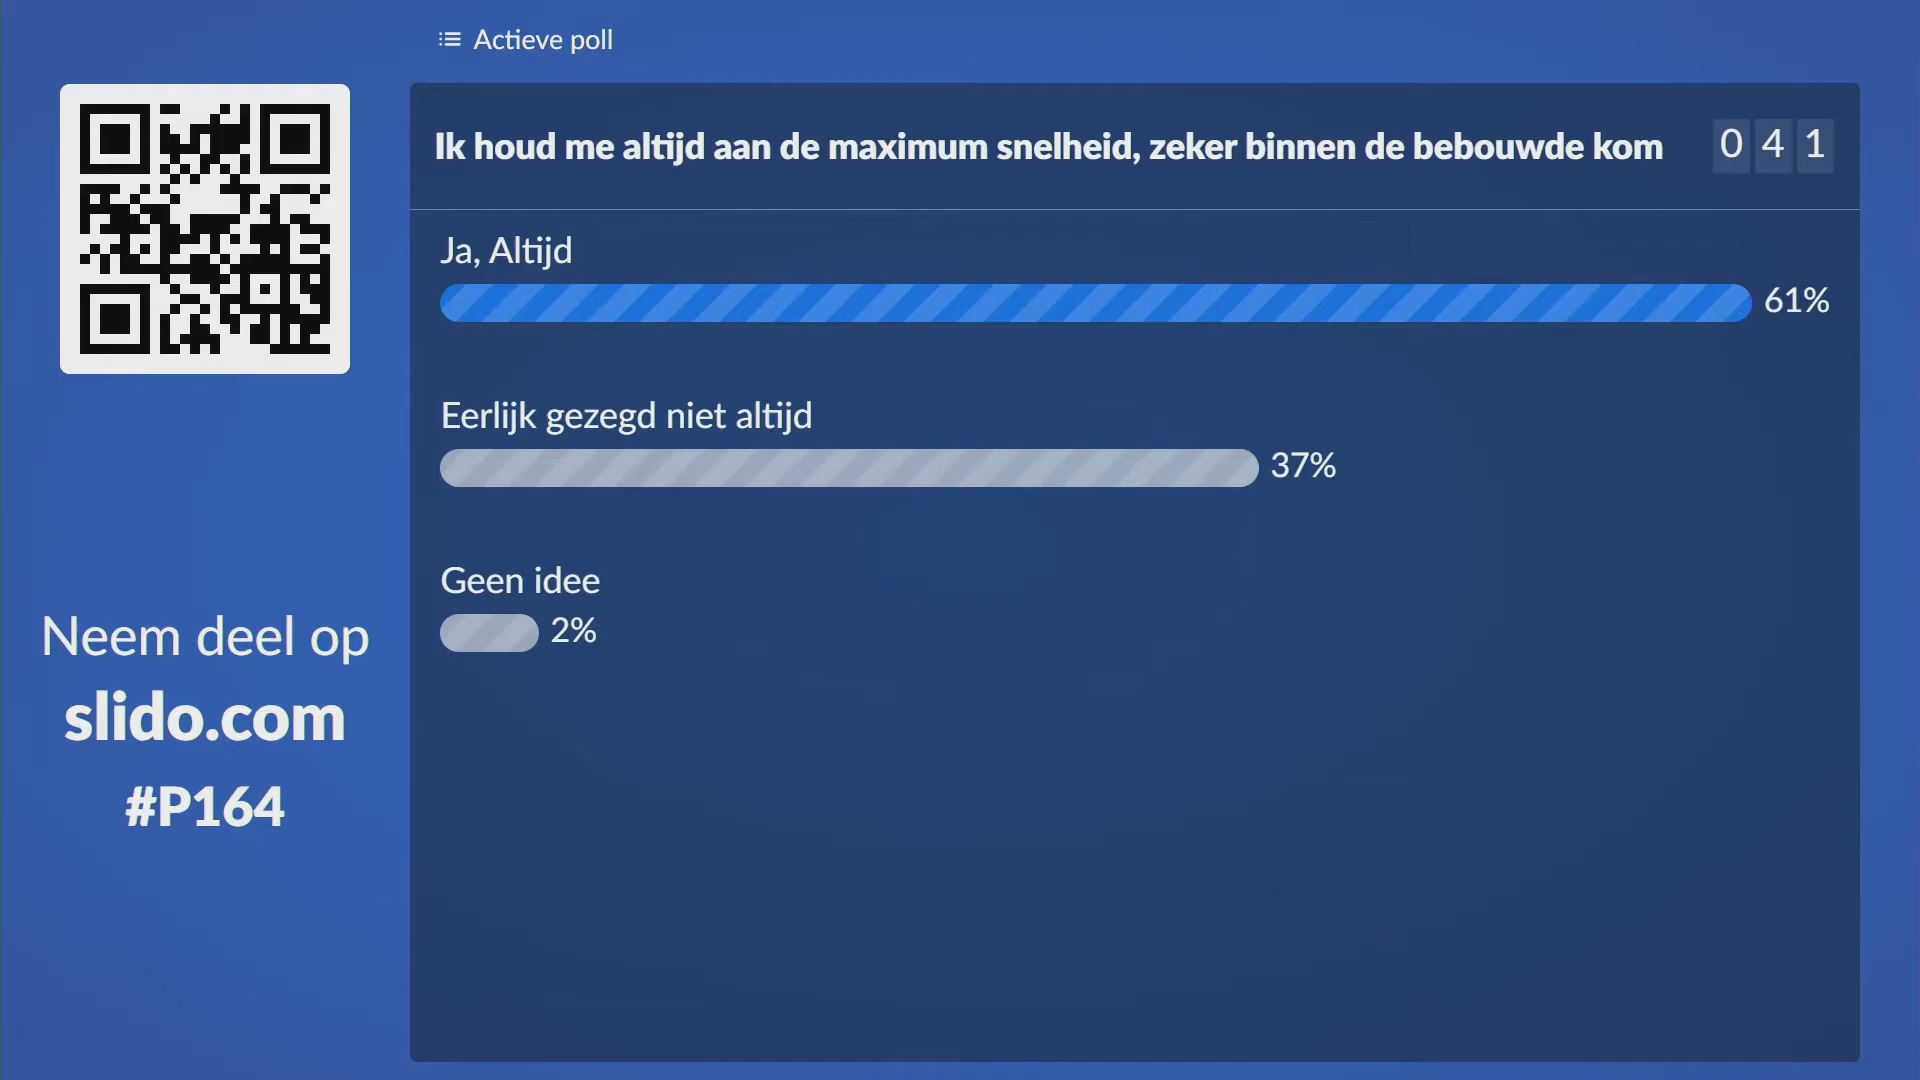 Actieve poll
Ik houd me altijd aan de maximum snelheid, zeker binnen de bebouwde kom
041
Ja, Altijd
61%
Eerlijk gezegd niet altijd
37%
Geen idee
2%
Neem deel op
slido.com
#P164